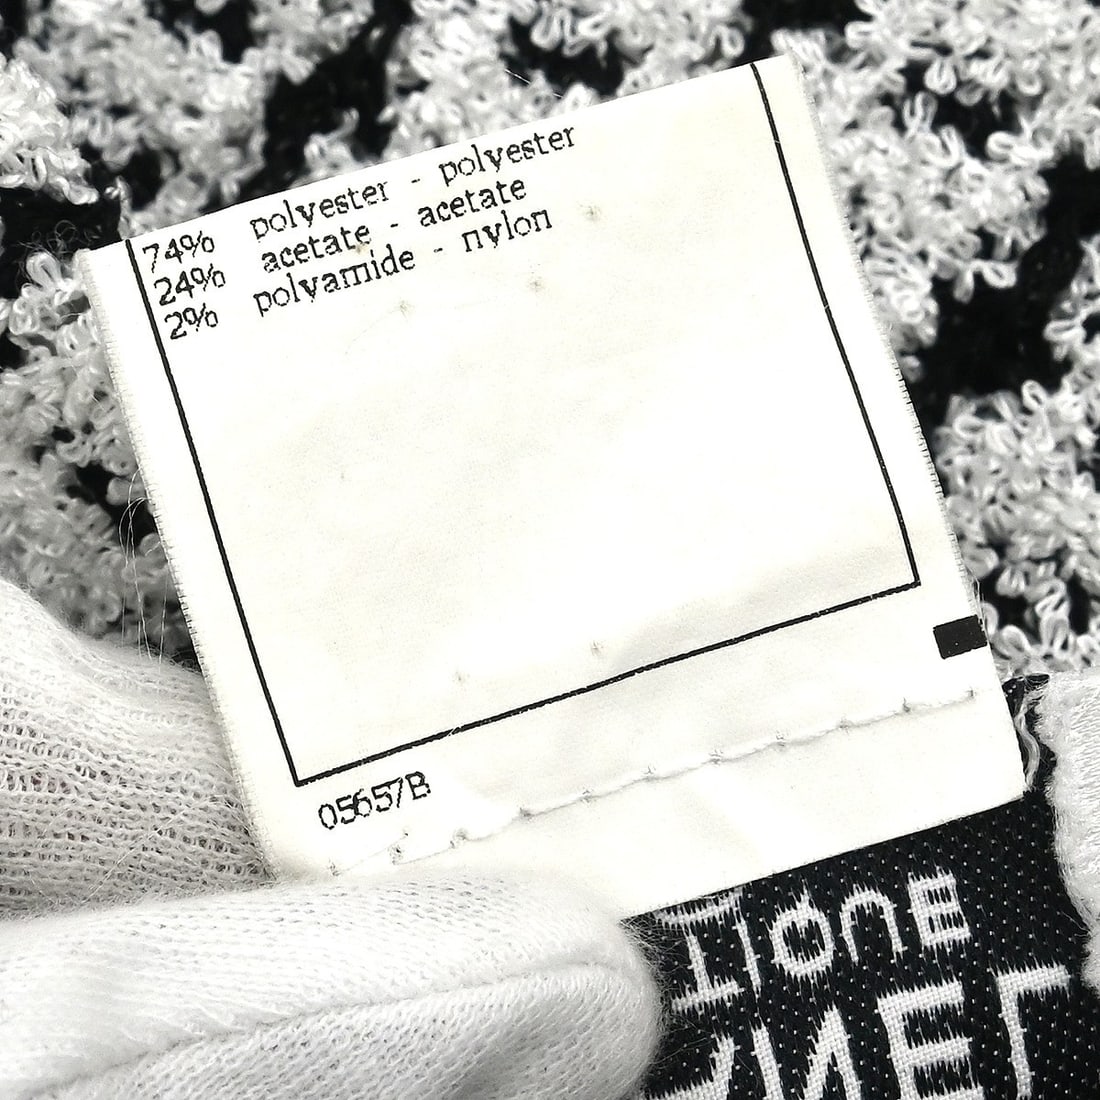 74% polyester - polyester
24% acetate - acetate
2% polyamide - nylon
05657B